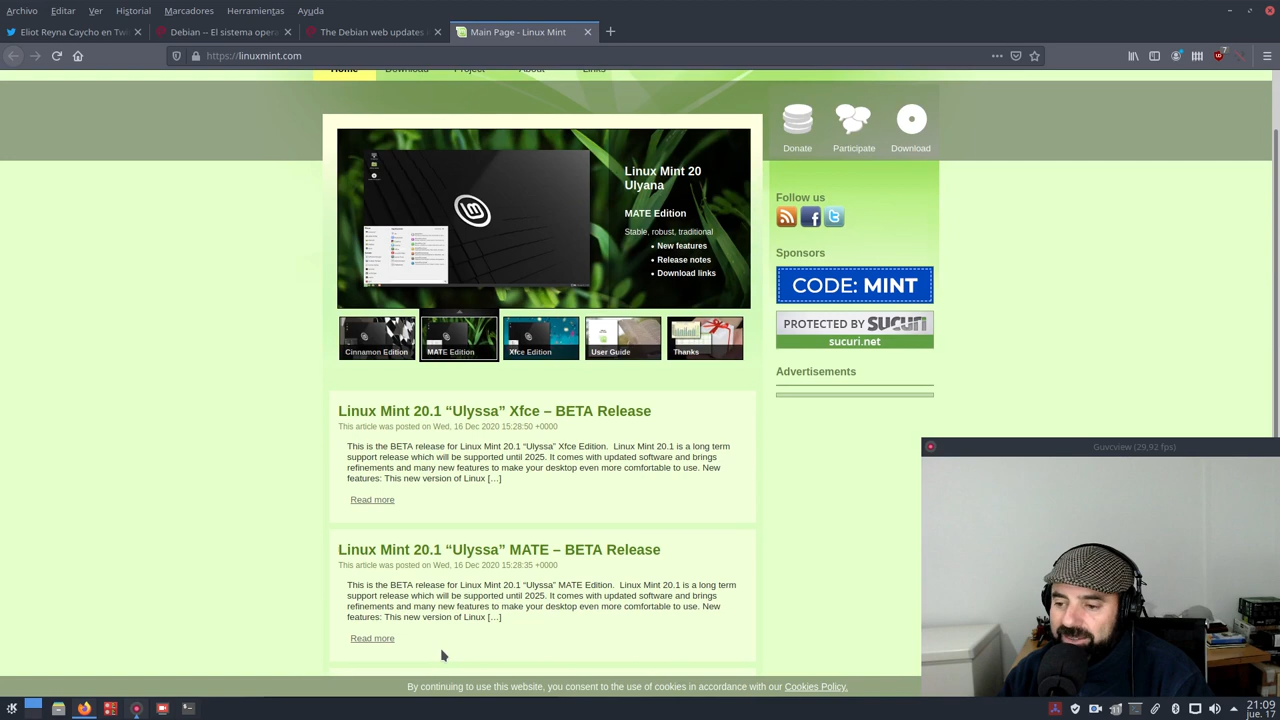 Archivo Editar Ver Historial Marcadores Herramientas Ayuda
Eliot Reyna Caycho en Tw
Debian -- El sistema opera
The Debian web updates
Main Page - Linux Mint
https://linuxmint.com
7
Home Download Project About Links
Donate Participate Download
Linux Mint 20
Ulyana
MATE Edition
Stable, robust, traditional
New features
Release notes
Download links
Cinnamon Edition
MATE Edition
Xfce Edition
User Guide
Thanks
Follow us
Sponsors
CODE: MINT
PROTECTED BY SUCURI
sucuri.net
Advertisements
Linux Mint 20.1 “Ulyssa” Xfce – BETA Release
This article was posted on Wed, 16 Dec 2020 15:28:50 +0000
This is the BETA release for Linux Mint 20.1 “Ulyssa” Xfce Edition. Linux Mint 20.1 is a long term
support release which will be supported until 2025. It comes with updated software and brings
refinements and many new features to make your desktop even more comfortable to use. New
features: This new version of Linux […]
Read more
Linux Mint 20.1 “Ulyssa” MATE – BETA Release
This article was posted on Wed, 16 Dec 2020 15:28:35 +0000
This is the BETA release for Linux Mint 20.1 “Ulyssa” MATE Edition. Linux Mint 20.1 is a long term
support release which will be supported until 2025. It comes with updated software and brings
refinements and many new features to make your desktop even more comfortable to use. New
features: This new version of Linux […]
Read more
Guvcview (29,92 fps)
By continuing to use this website, you consent to the use of cookies in accordance with our Cookies Policy.
21:09
jue. 17